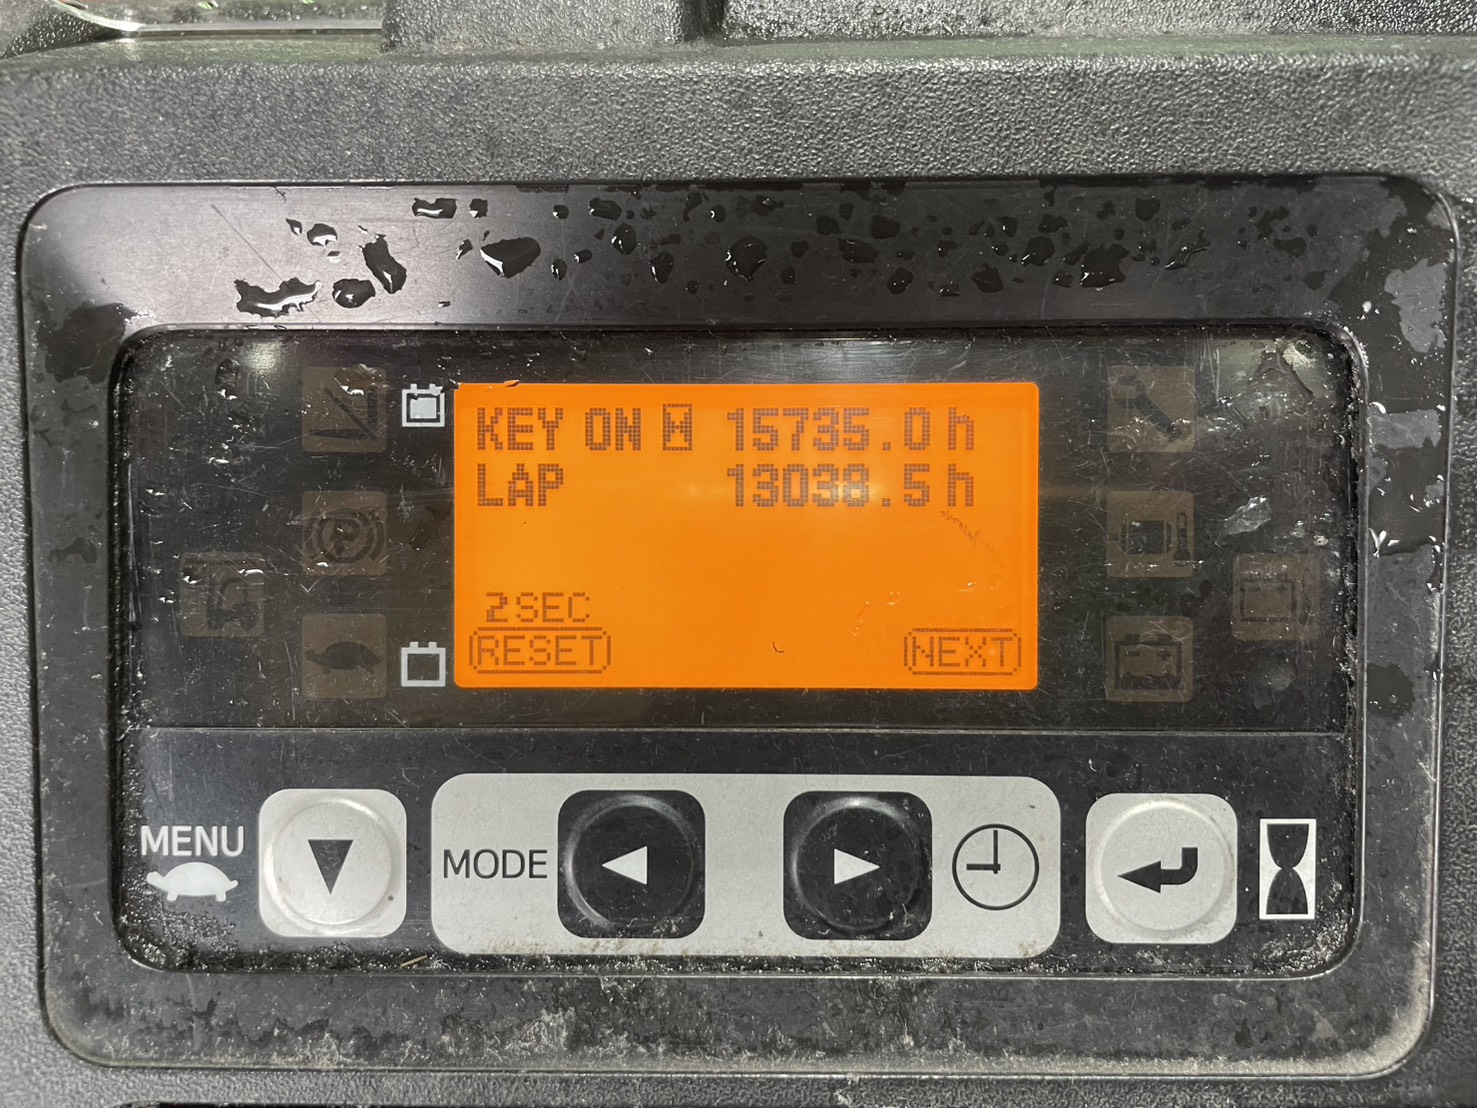 KEY ON 15735.0 h
LAP 13038.5 h
2SEC
RESET NEXT
MENU
MODE